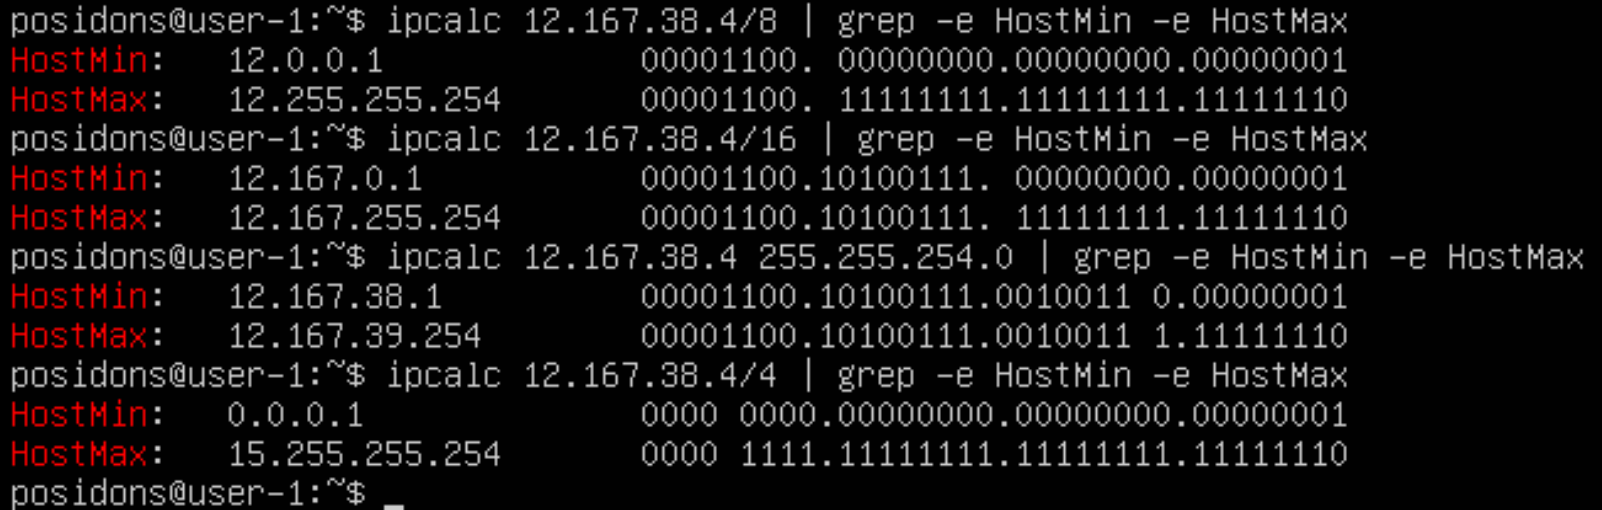 posidons@user-1:~$ ipcalc 12.167.38.4/8 | grep -e HostMin -e HostMax
HostMin:   12.0.0.1             00001100. 00000000.00000000.00000001
HostMax:   12.255.255.254       00001100. 11111111.11111111.11111110
posidons@user-1:~$ ipcalc 12.167.38.4/16 | grep -e HostMin -e HostMax
HostMin:   12.167.0.1           00001100.10100111. 00000000.00000001
HostMax:   12.167.255.254       00001100.10100111. 11111111.11111110
posidons@user-1:~$ ipcalc 12.167.38.4 255.255.254.0 | grep -e HostMin -e HostMax
HostMin:   12.167.38.1          00001100.10100111.0010011 0.00000001
HostMax:   12.167.39.254        00001100.10100111.0010011 1.11111110
posidons@user-1:~$ ipcalc 12.167.38.4/4 | grep -e HostMin -e HostMax
HostMin:   0.0.0.1              0000 0000.00000000.00000000.00000001
HostMax:   15.255.255.254       0000 1111.11111111.11111111.11111110
posidons@user-1:~$ _